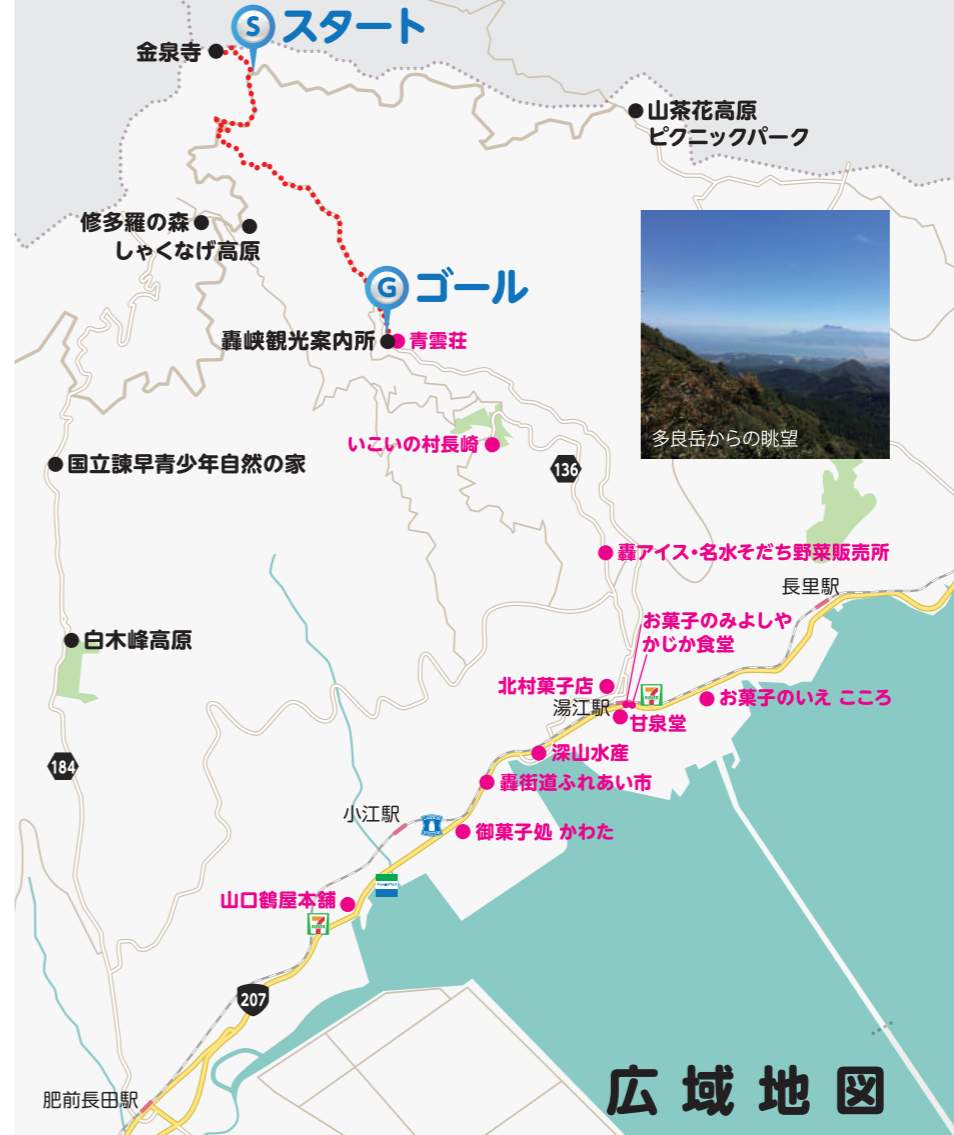 S スタート
金泉寺
山茶花高原
ピクニックパーク
修多羅の森
しゃくなげ高原
G ゴール
轟峡観光案内所
青雲荘
多良岳からの眺望
いこいの村長崎
国立諫早青少年自然の家
136
轟アイス・名水そだち野菜販売所
長里駅
お菓子のみよしや
かじか食堂
白木峰高原
北村菓子店
湯江駅
お菓子のいえ こころ
甘泉堂
深山水産
184
轟街道ふれあい市
小江駅
御菓子処 かわた
山口鶴屋本舗
207
肥前長田駅
広域地図